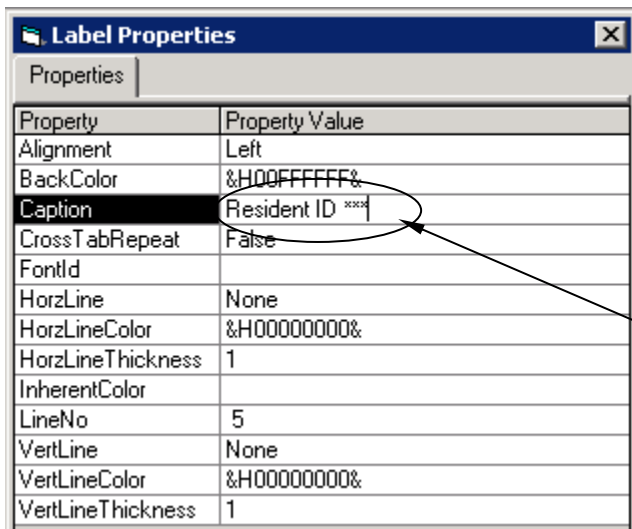 Label Properties
Properties
Property Property Value
Alignment Left
BackColor &H00FFFFFF&
Caption Resident ID ***
CrossTabRepeat False
FontId
HorzLine None
HorzLineColor &H00000000&
HorzLineThickness 1
InherentColor
LineNo 5
VertLine None
VertLineColor &H00000000&
VertLineThickness 1